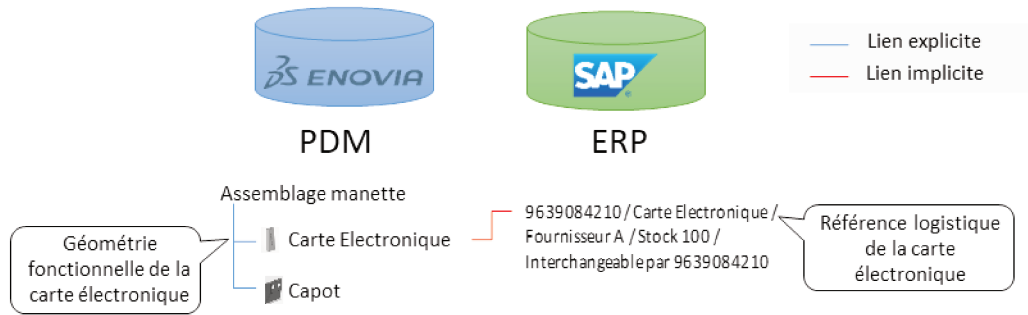 ENOVIA
SAP
Lien explicite
Lien implicite
PDM
ERP
Assemblage manette
Carte Electronique
Capot
Géométrie
fonctionnelle de la
carte électronique
9639084210 / Carte Electronique /
Fournisseur A / Stock 100 /
Interchangeable par 9639084210
Référence logistique
de la carte
électronique